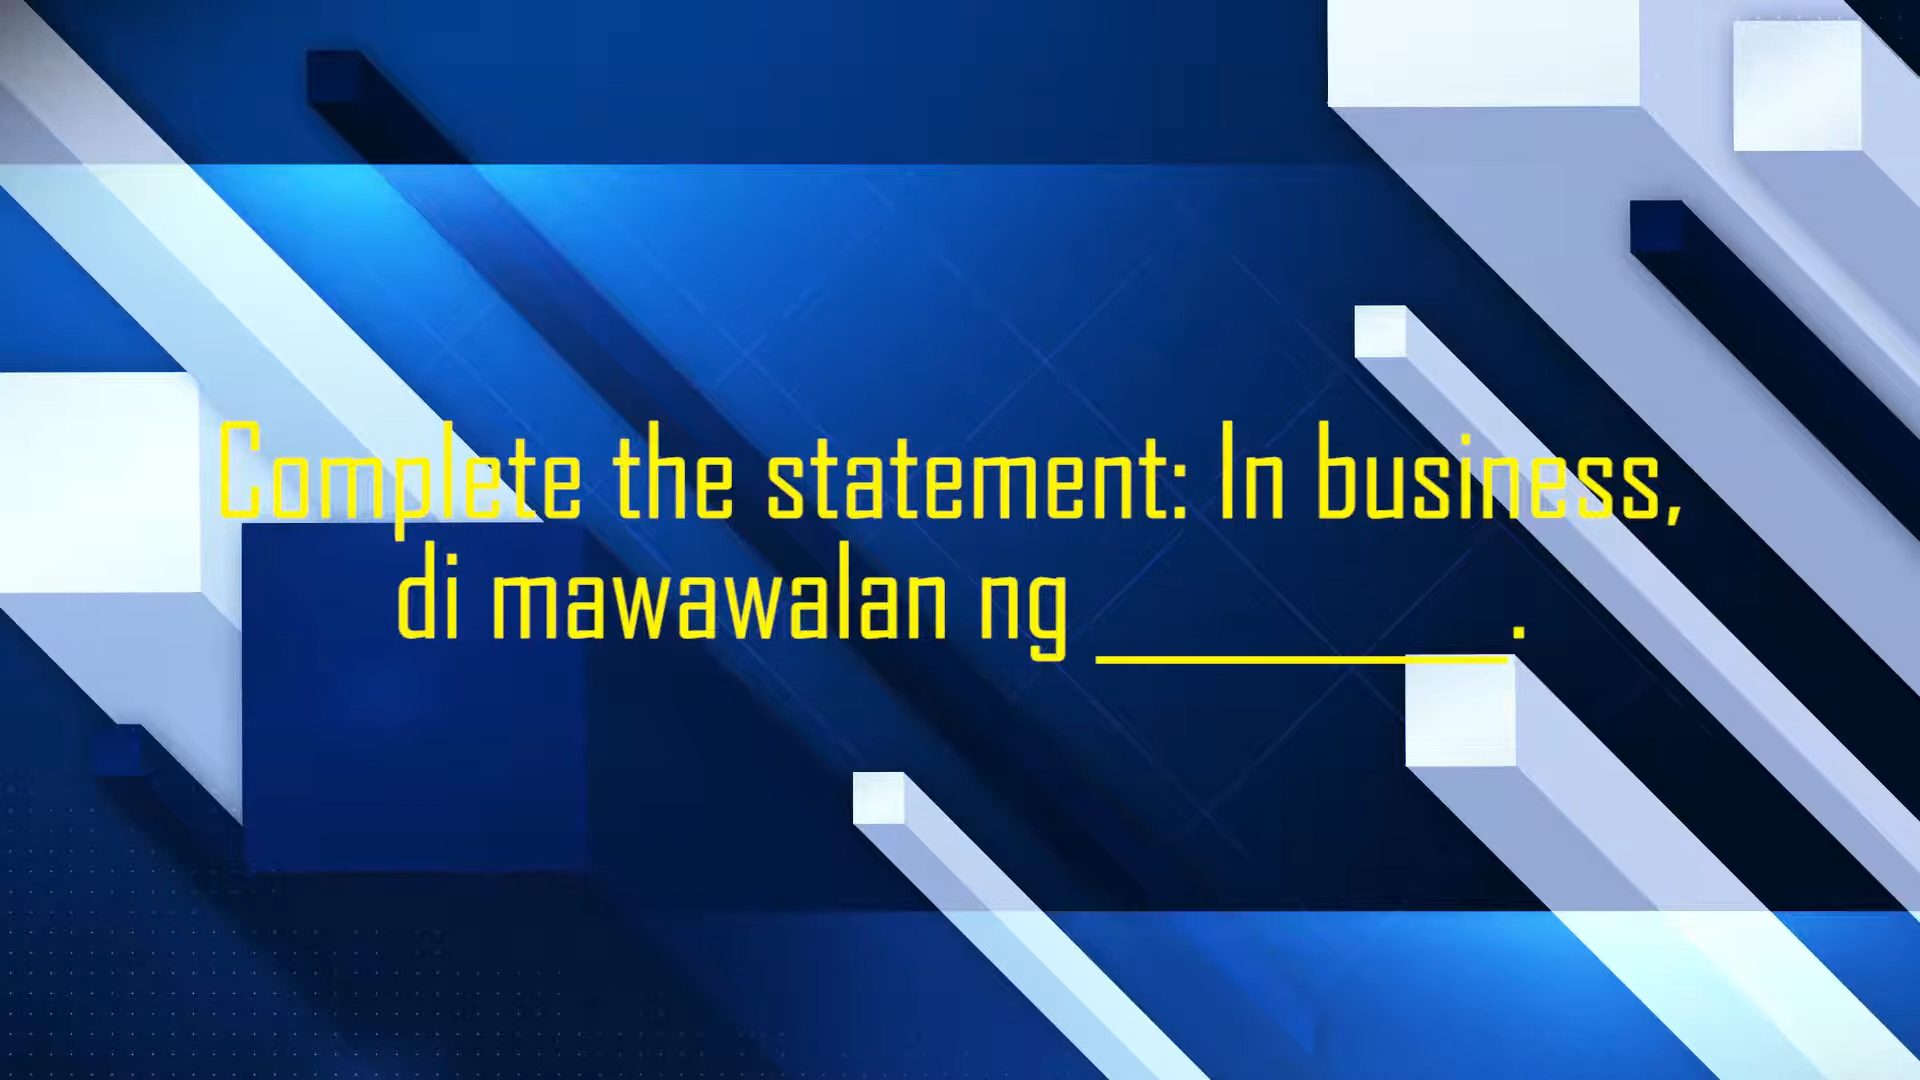 Complete the statement: In business,
di mawawalan ng __________.